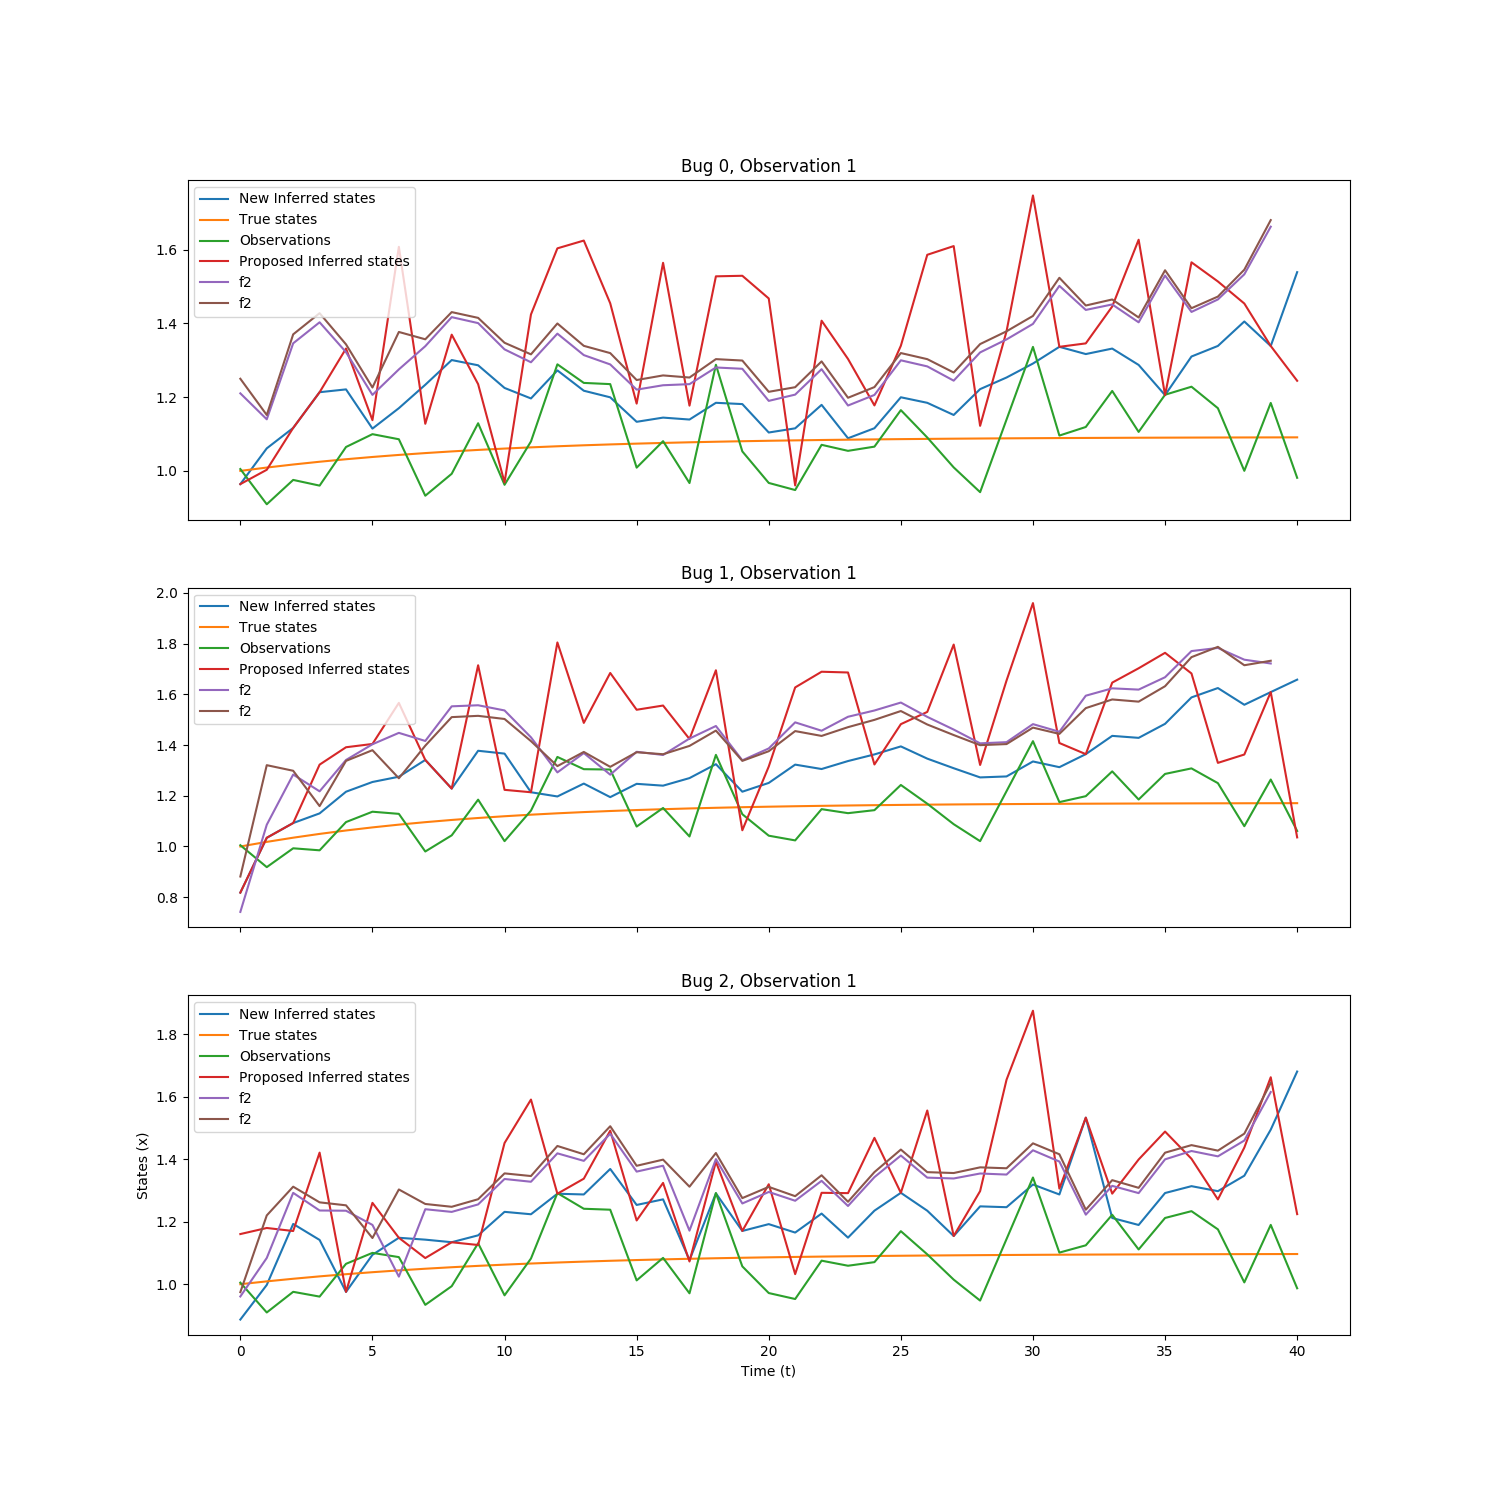 Bug 0, Observation 1
New Inferred states
True states
Observations
Proposed Inferred states
f2
f2
1.6
1.4
1.2
1.0
Bug 1, Observation 1
New Inferred states
True states
Observations
Proposed Inferred states
f2
f2
2.0
1.8
1.6
1.4
1.2
1.0
0.8
Bug 2, Observation 1
New Inferred states
True states
Observations
Proposed Inferred states
f2
f2
1.8
1.6
1.4
1.2
1.0
States (x)
0 5 10 15 20 25 30 35 40
Time (t)